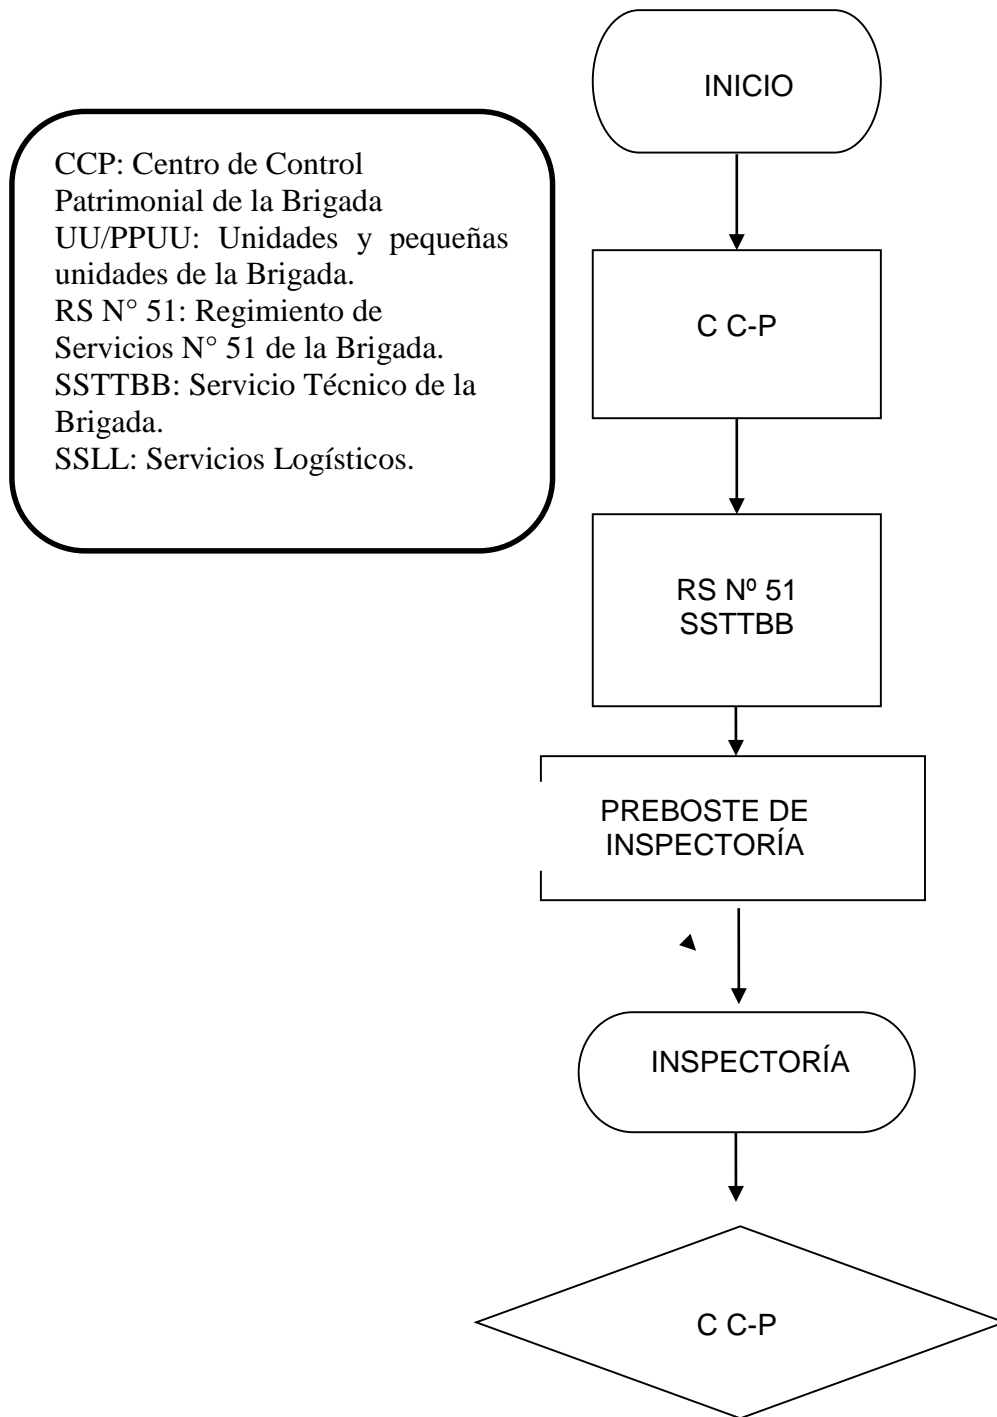 INICIO
CCP: Centro de Control
Patrimonial de la Brigada
UU/PPUU: Unidades y pequeñas
unidades de la Brigada.
RS N° 51: Regimiento de
Servicios N° 51 de la Brigada.
SSTTBB: Servicio Técnico de la
Brigada.
SSLL: Servicios Logísticos.
C C-P
RS Nº 51
SSTTBB
PREBOSTE DE
INSPECTORÍA
INSPECTORÍA
C C-P